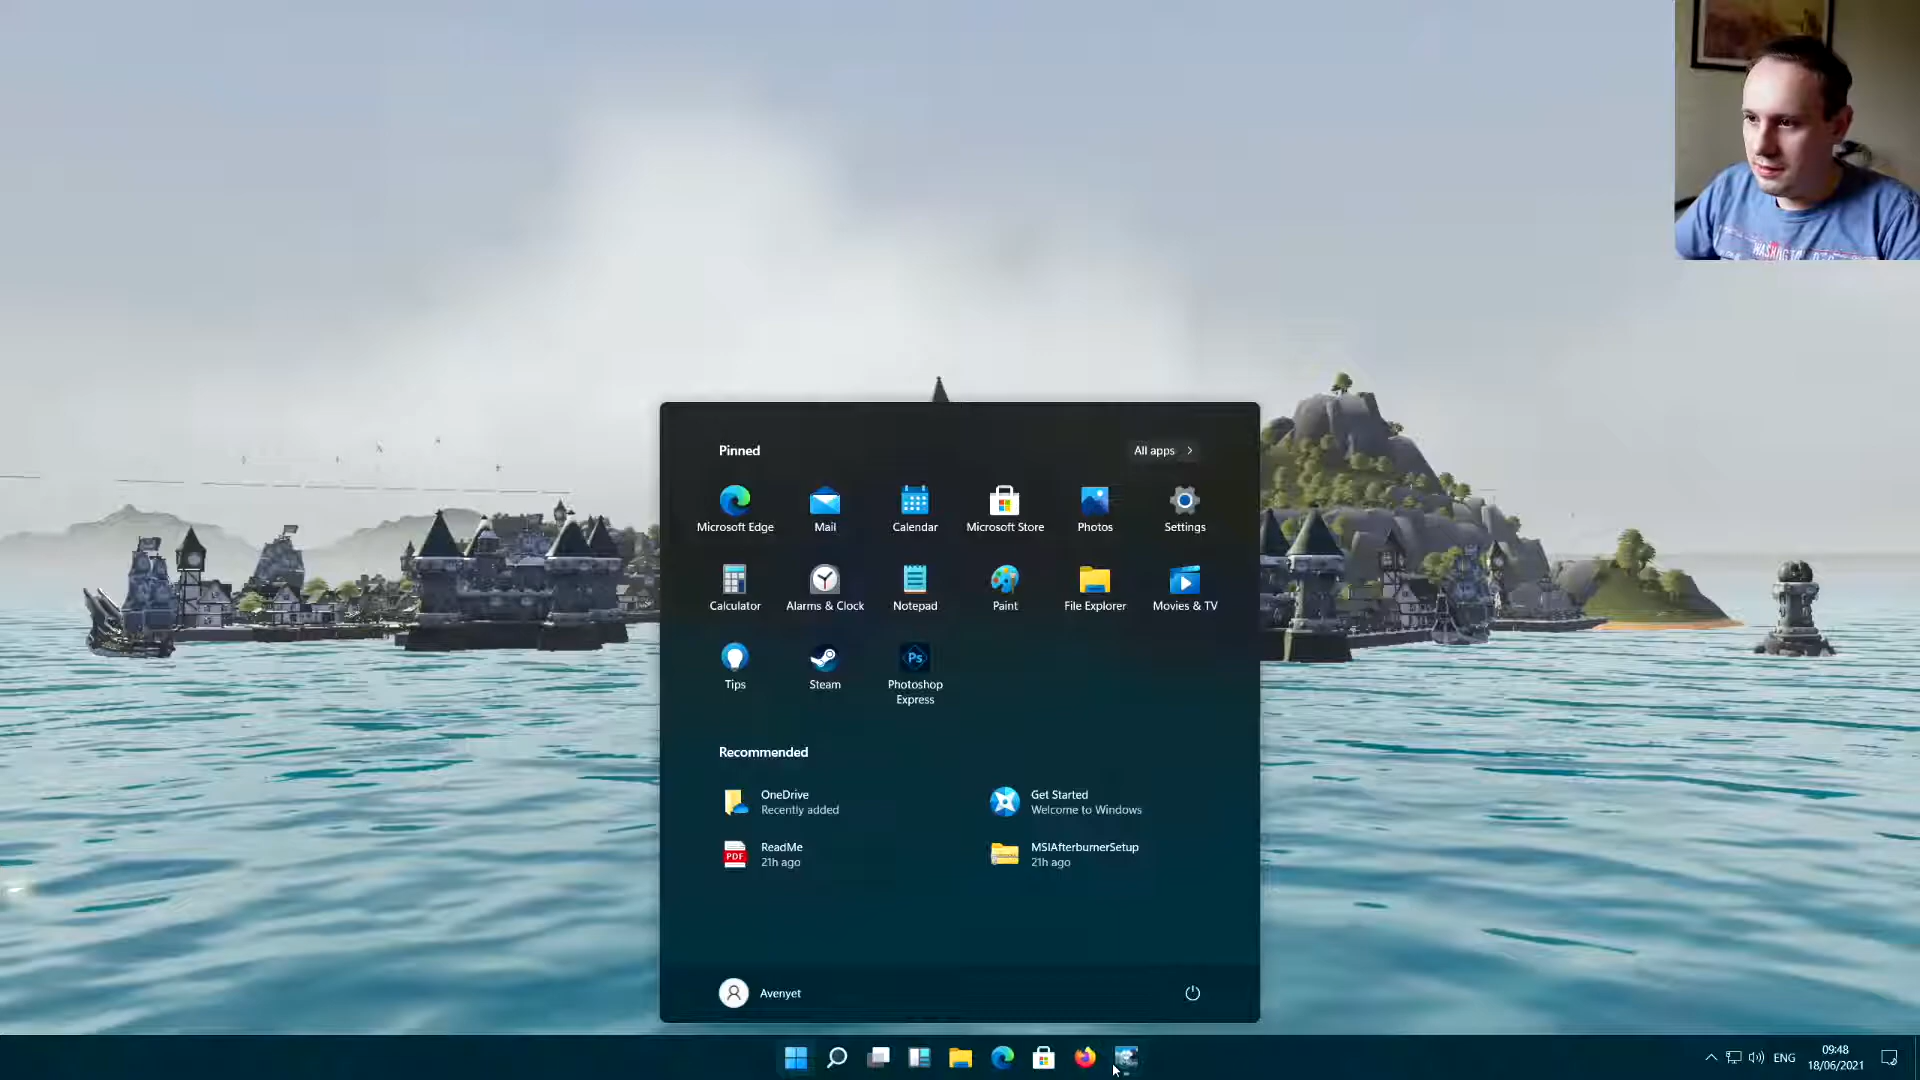 Pinned
All apps
Microsoft Edge
Mail
Calendar
Microsoft Store
Photos
Settings
Calculator
Alarms & Clock
Notepad
Paint
File Explorer
Movies & TV
Tips
Steam
Ps
Photoshop
Express
Recommended
OneDrive
Recently added
Get Started
Welcome to Windows
PDF
ReadMe
21h ago
MSIAfterburnerSetup
21h ago
Avenyet
ENG
09:48
18/06/2021